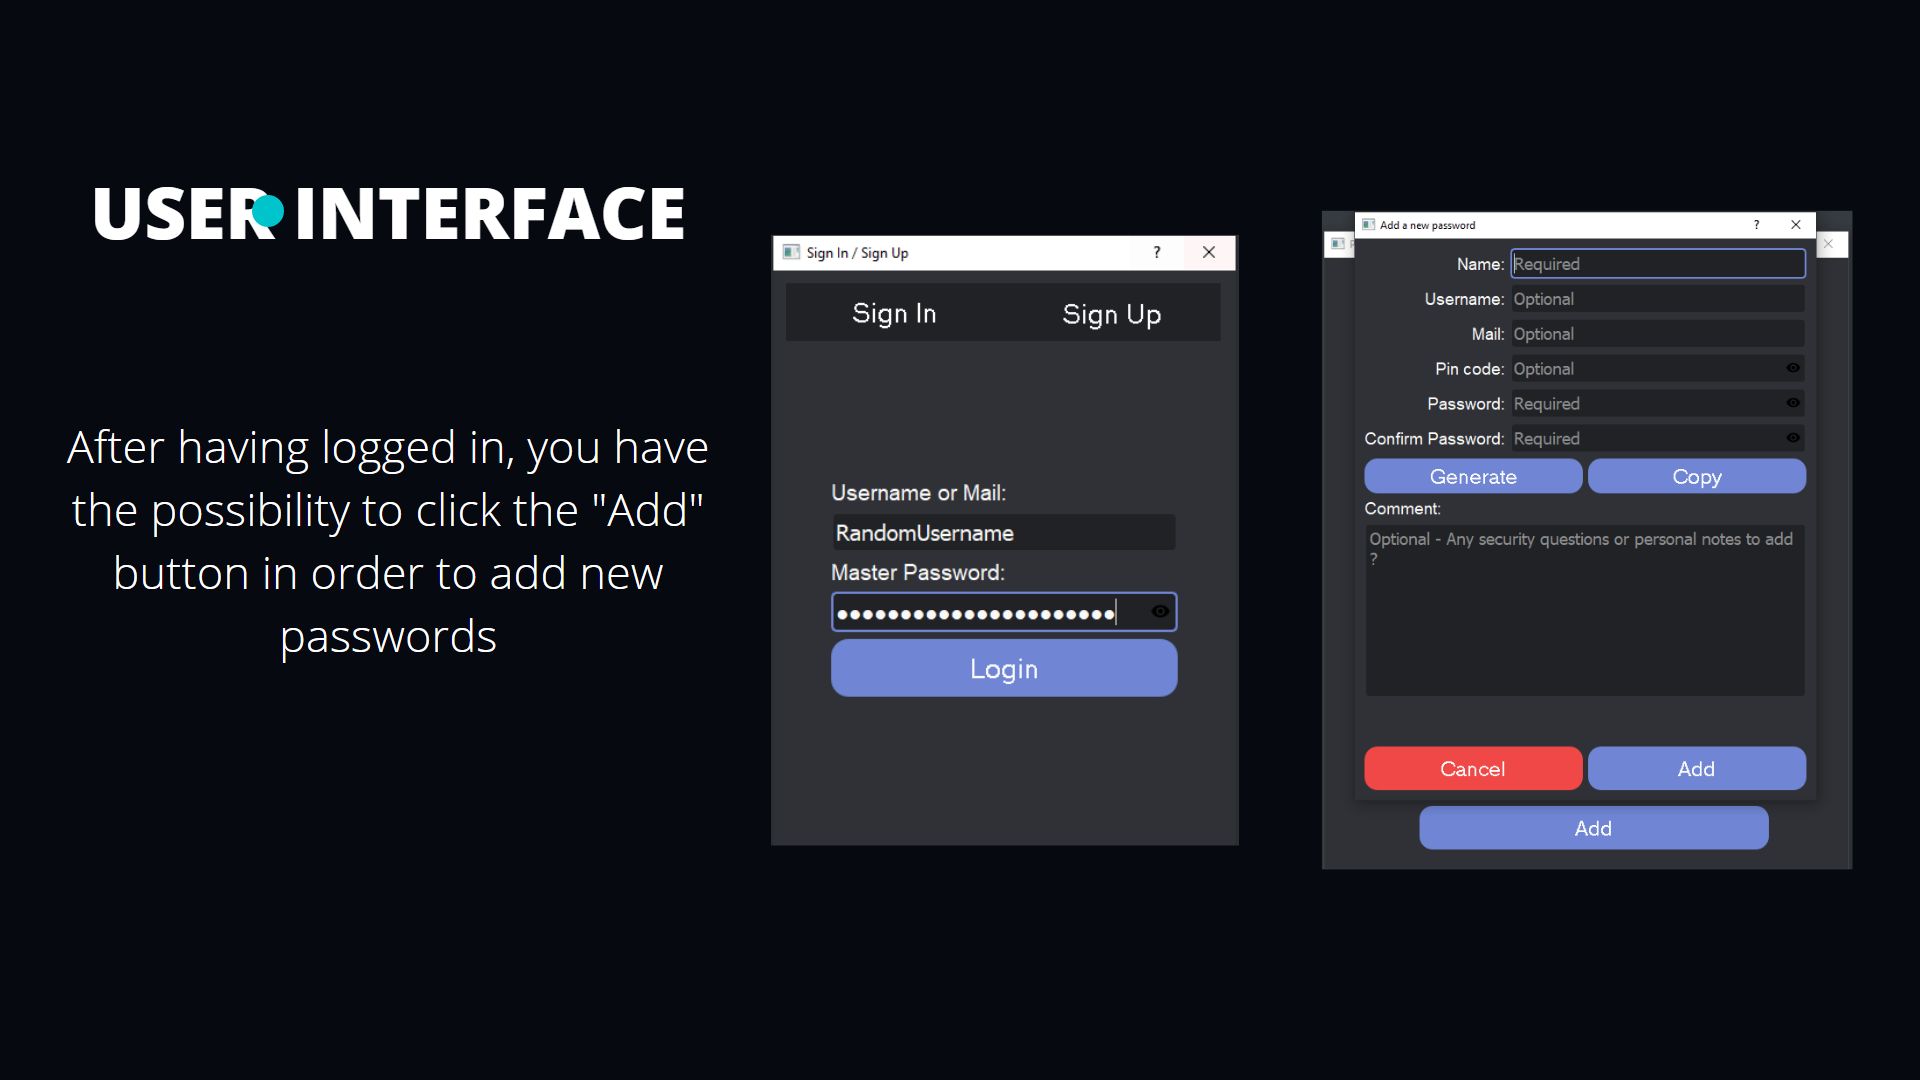 USER INTERFACE
After having logged in, you have
the possibility to click the "Add"
button in order to add new
passwords
Sign In / Sign Up
?
Sign In
Sign Up
Username or Mail:
RandomUsername
Master Password:
Login
Add a new password
?
Name: Required
Username: Optional
Mail: Optional
Pin code: Optional
Password: Required
Confirm Password: Required
Generate
Copy
Comment:
Optional - Any security questions or personal notes to add
?
Cancel
Add
Add